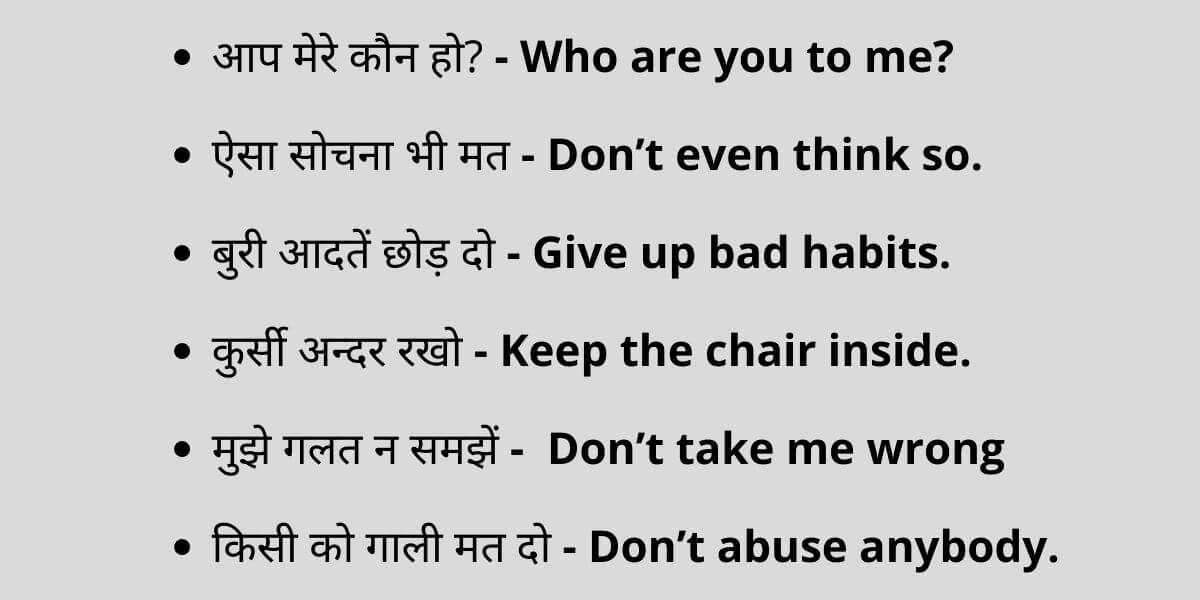 • आप मेरे कौन हो? - Who are you to me?
• ऐसा सोचना भी मत - Don’t even think so.
• बुरी आदतें छोड़ दो - Give up bad habits.
• कुर्सी अन्दर रखो - Keep the chair inside.
• मुझे गलत न समझें -  Don’t take me wrong
• किसी को गाली मत दो - Don’t abuse anybody.